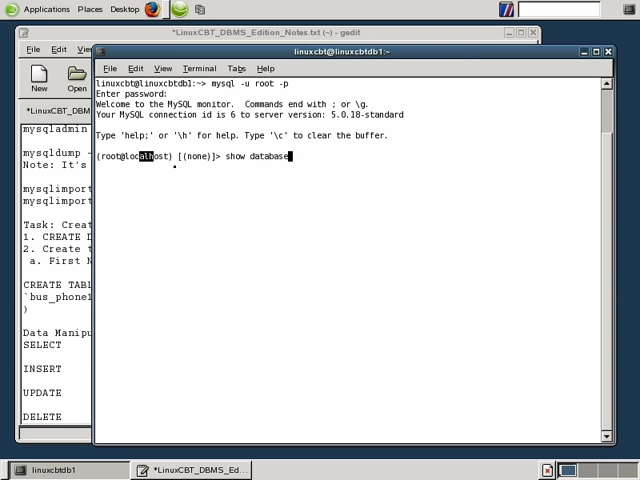 Applications Places Desktop
*LinuxCBT_DBMS_Edition_Notes.txt (~) - gedit
File Edit
New Open
*LinuxCBT_DBM
mysqladmin
mysqldump
Note: It's
mysqlimport
mysqlimport
Task: Creat
1. CREATE D
2. Create t
a. First N
CREATE TABL
`bus_phone1
)
Data Manipu
SELECT
INSERT
UPDATE
DELETE
linuxcbt@linuxcbtdb1:~
File Edit View Terminal Tabs Help
linuxcbt@linuxcbtdb1:~> mysql -u root -p
Enter password:
Welcome to the MySQL monitor. Commands end with ; or \g.
Your MySQL connection id is 6 to server version: 5.0.18-standard
Type 'help;' or '\h' for help. Type '\c' to clear the buffer.
(root@localhost) [(none)]> show database
linuxcbtdb1
*LinuxCBT_DBMS_Ed...